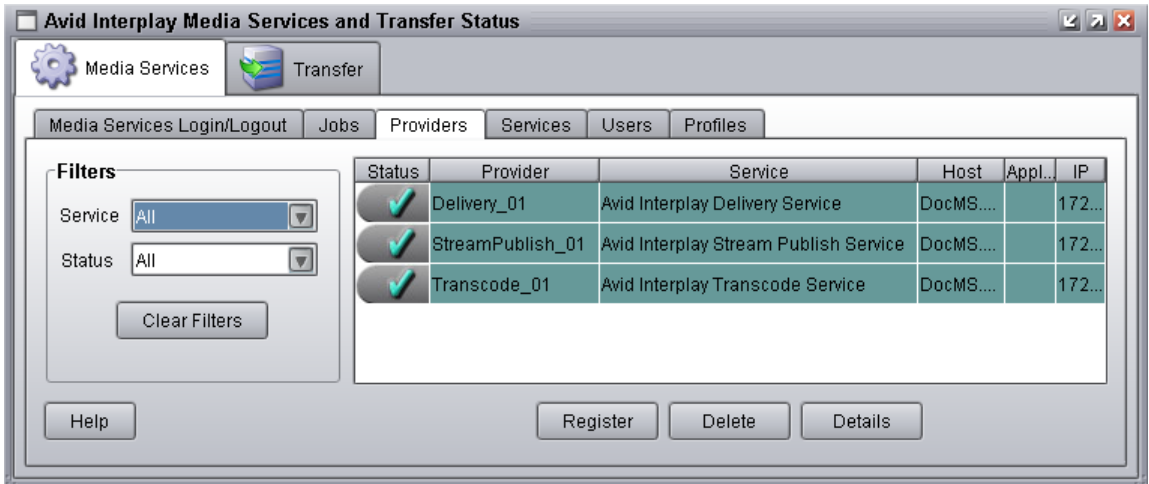 Avid Interplay Media Services and Transfer Status
Media Services Transfer
Media Services Login/Logout Jobs Providers Services Users Profiles
Filters
Service All
Status All
Clear Filters
Status Provider Service Host Appl... IP
Delivery_01 Avid Interplay Delivery Service DocMS.... 172...
StreamPublish_01 Avid Interplay Stream Publish Service DocMS.... 172...
Transcode_01 Avid Interplay Transcode Service DocMS.... 172...
Help Register Delete Details